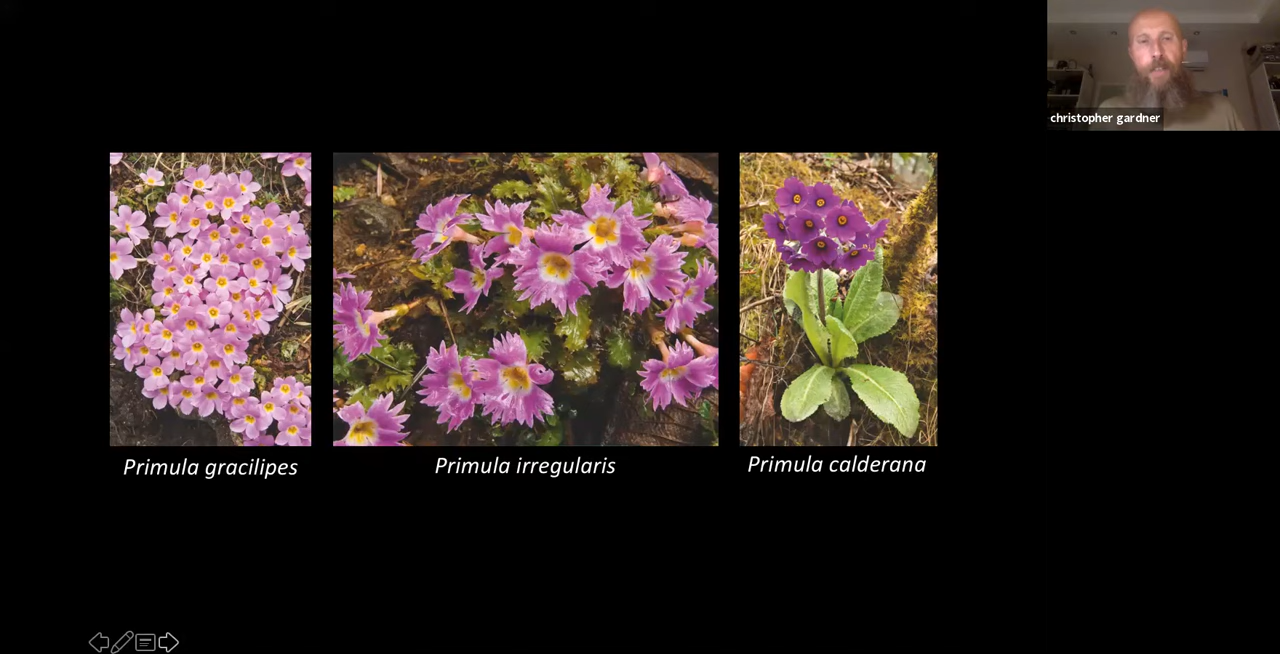 christopher gardner
Primula gracilipes
Primula irregularis
Primula calderana